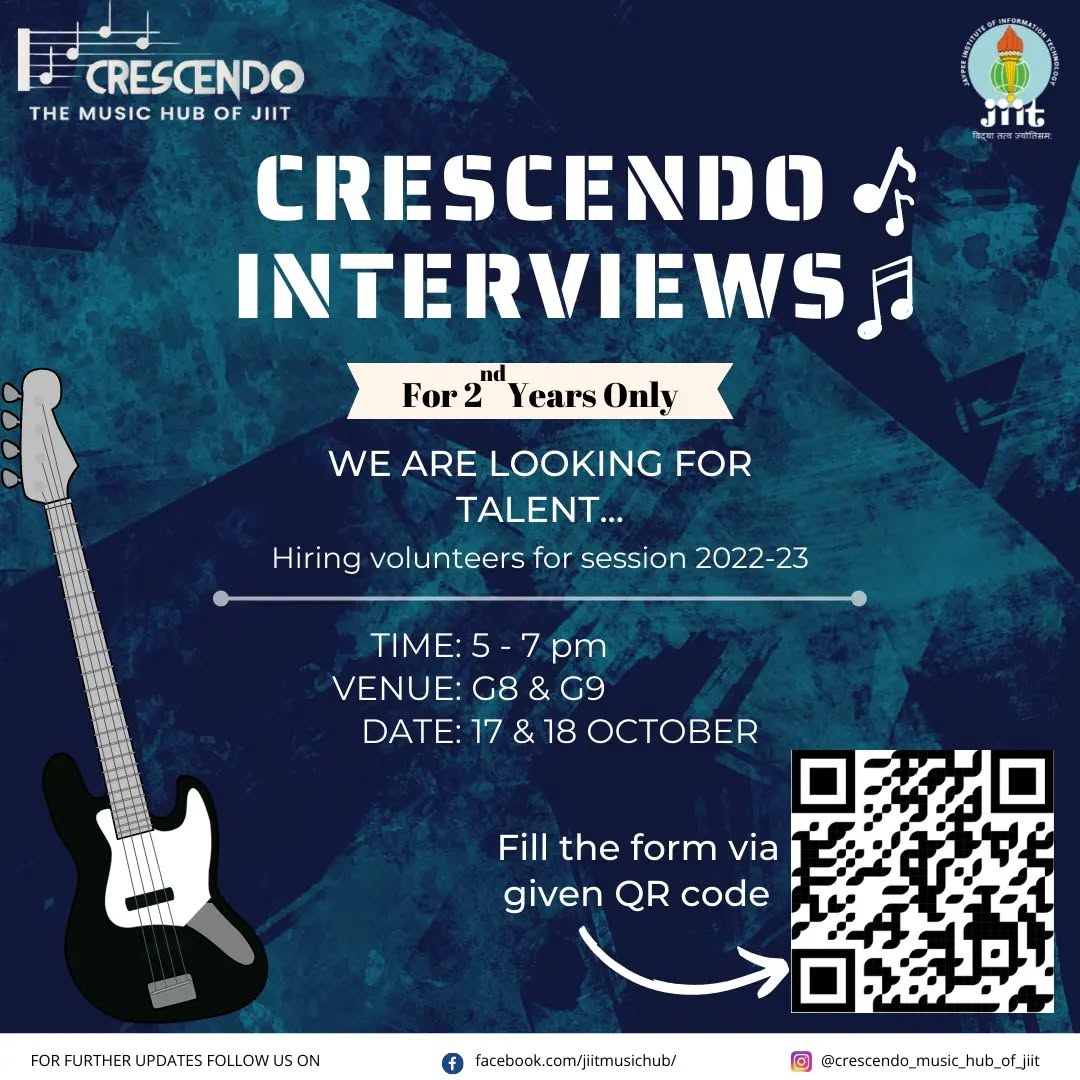 CRESCENDO
THE MUSIC HUB OF JIIT
JAYPEE INSTITUTE OF INFORMATION TECHNOLOGY
jiit
विद्या तत्व ज्योतिसम:
CRESCENDO
INTERVIEWS
For 2nd Years Only
WE ARE LOOKING FOR
TALENT...
Hiring volunteers for session 2022-23
TIME: 5 - 7 pm
VENUE: G8 & G9
DATE: 17 & 18 OCTOBER
Fill the form via
given QR code
FOR FURTHER UPDATES FOLLOW US ON
facebook.com/jiitmusichub/
@crescendo_music_hub_of_jiit